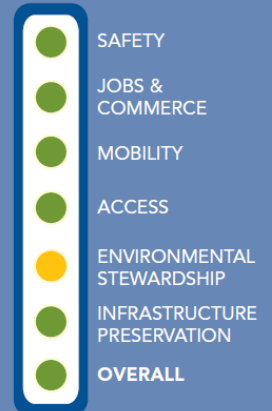 SAFETY
JOBS &
COMMERCE
MOBILITY
ACCESS
ENVIRONMENTAL
STEWARDSHIP
INFRASTRUCTURE
PRESERVATION
OVERALL